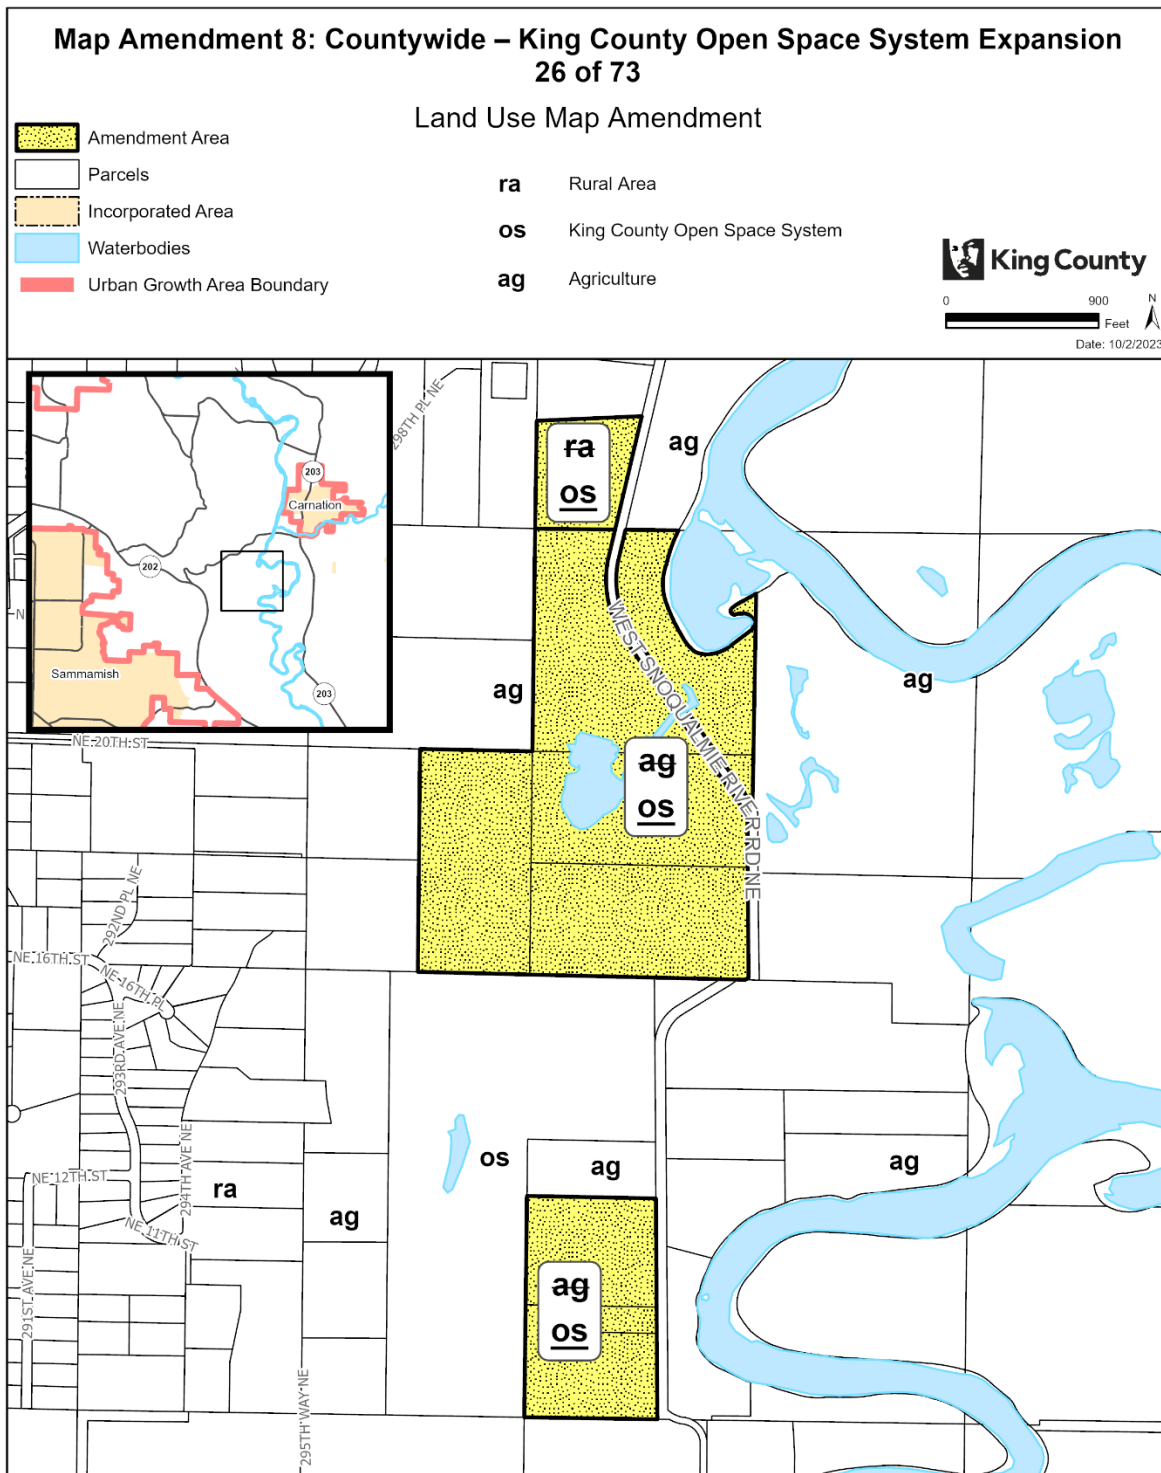 Map Amendment 8: Countywide – King County Open Space System Expansion
26 of 73
Land Use Map Amendment
Amendment Area
Parcels
Incorporated Area
Waterbodies
Urban Growth Area Boundary
ra Rural Area
os King County Open Space System
ag Agriculture
King County
0 900
Feet
N
Date: 10/2/2023
203
Carnation
202
Sammamish
203
N
298TH PL NE
ra
os
ag
WEST SNOQUALMIE RIVER RD NE
ag
ag
NE 20TH ST
ag
os
292ND PL NE
NE 16TH ST
NE 16TH PL
293RD AVE NE
294TH AVE NE
os
ag
ag
NE 12TH ST
ra
ag
NE 11TH ST
291ST AVE NE
ag
os
295TH WAY NE